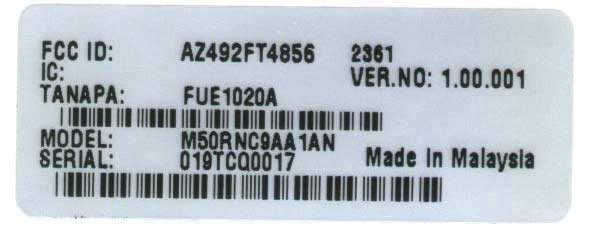 FCC ID: AZ492FT4856 2361
IC: VER.NO: 1.00.001
TANAPA: FUE1020A
MODEL: M50RNC9AA1AN
SERIAL: 019TCQ0017 Made In Malaysia